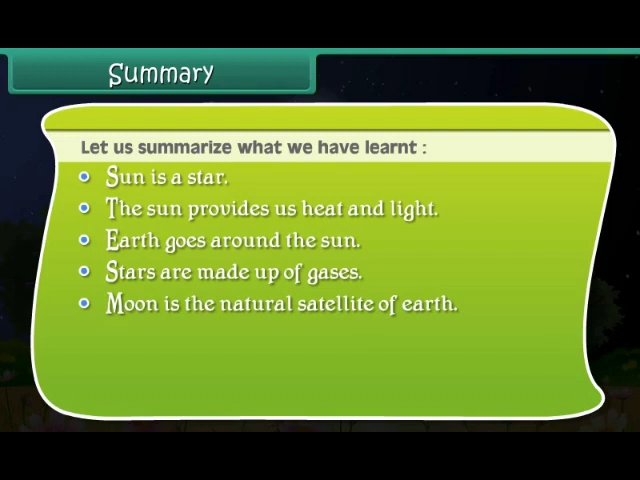 Summary
Let us summarize what we have learnt :
Sun is a star.
The sun provides us heat and light.
Earth goes around the sun.
Stars are made up of gases.
Moon is the natural satellite of earth.